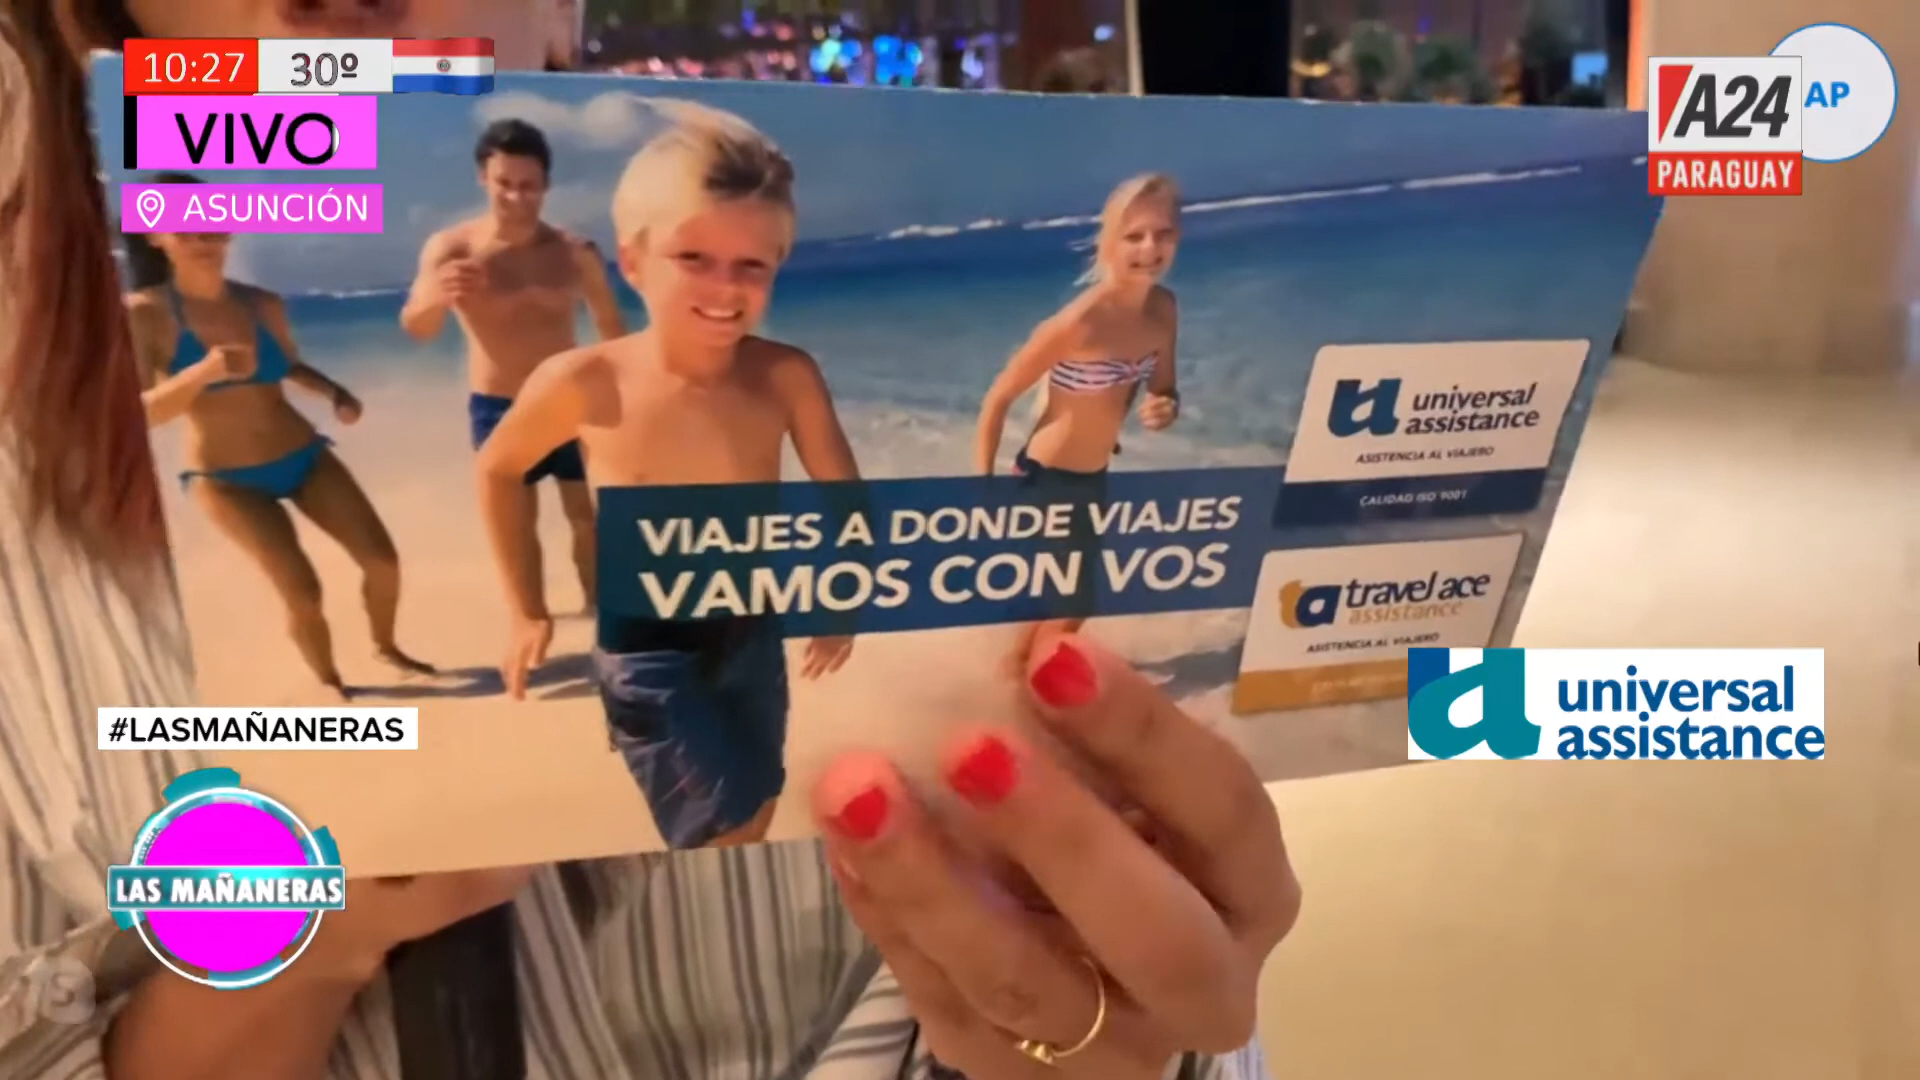 10:27 30º
VIVO
ASUNCIÓN
A24
PARAGUAY
AP
universal
assistance
ASISTENCIA AL VIAJERO
CALIDAD ISO 9001
VIAJES A DONDE VIAJES
VAMOS CON VOS
travel ace
assistance
ASISTENCIA AL VIAJERO
universal
assistance
#LASMAÑANERAS
LAS MAÑANERAS